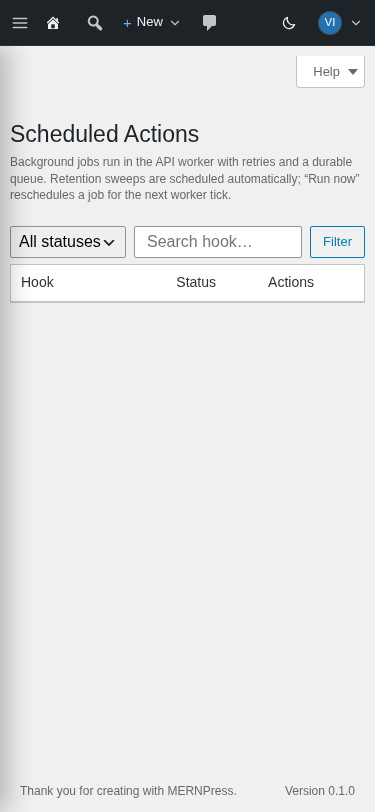 + New
VI
Help
Scheduled Actions
Background jobs run in the API worker with retries and a durable
queue. Retention sweeps are scheduled automatically; “Run now”
reschedules a job for the next worker tick.
All statuses
Search hook…
Filter
Hook Status Actions
Thank you for creating with MERNPress. Version 0.1.0